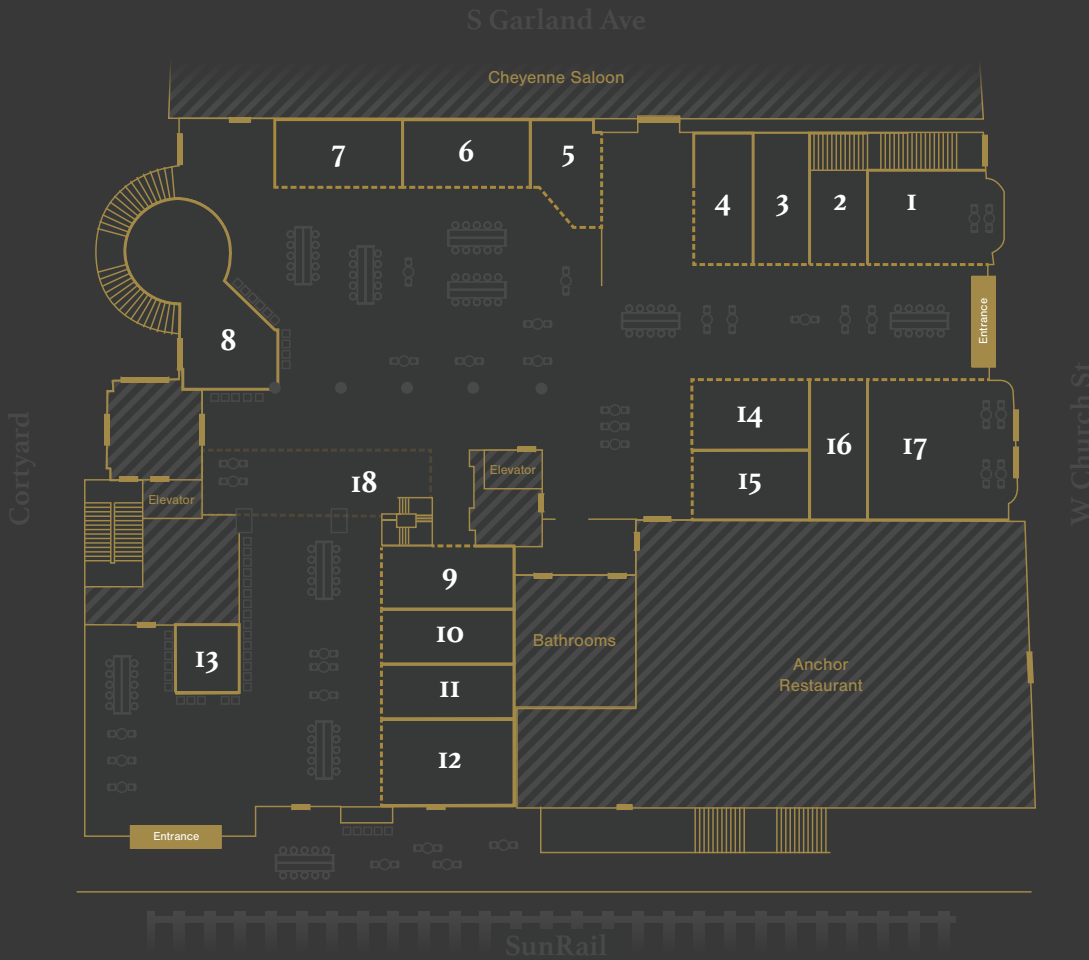 S Garland Ave
Cheyenne Saloon
7
6
5
4
3
2
1
8
Entrance
14
15
16
17
Cortyard
W Church St
18
Elevator
Elevator
9
10
11
12
13
Bathrooms
Anchor
Restaurant
Entrance
SunRail